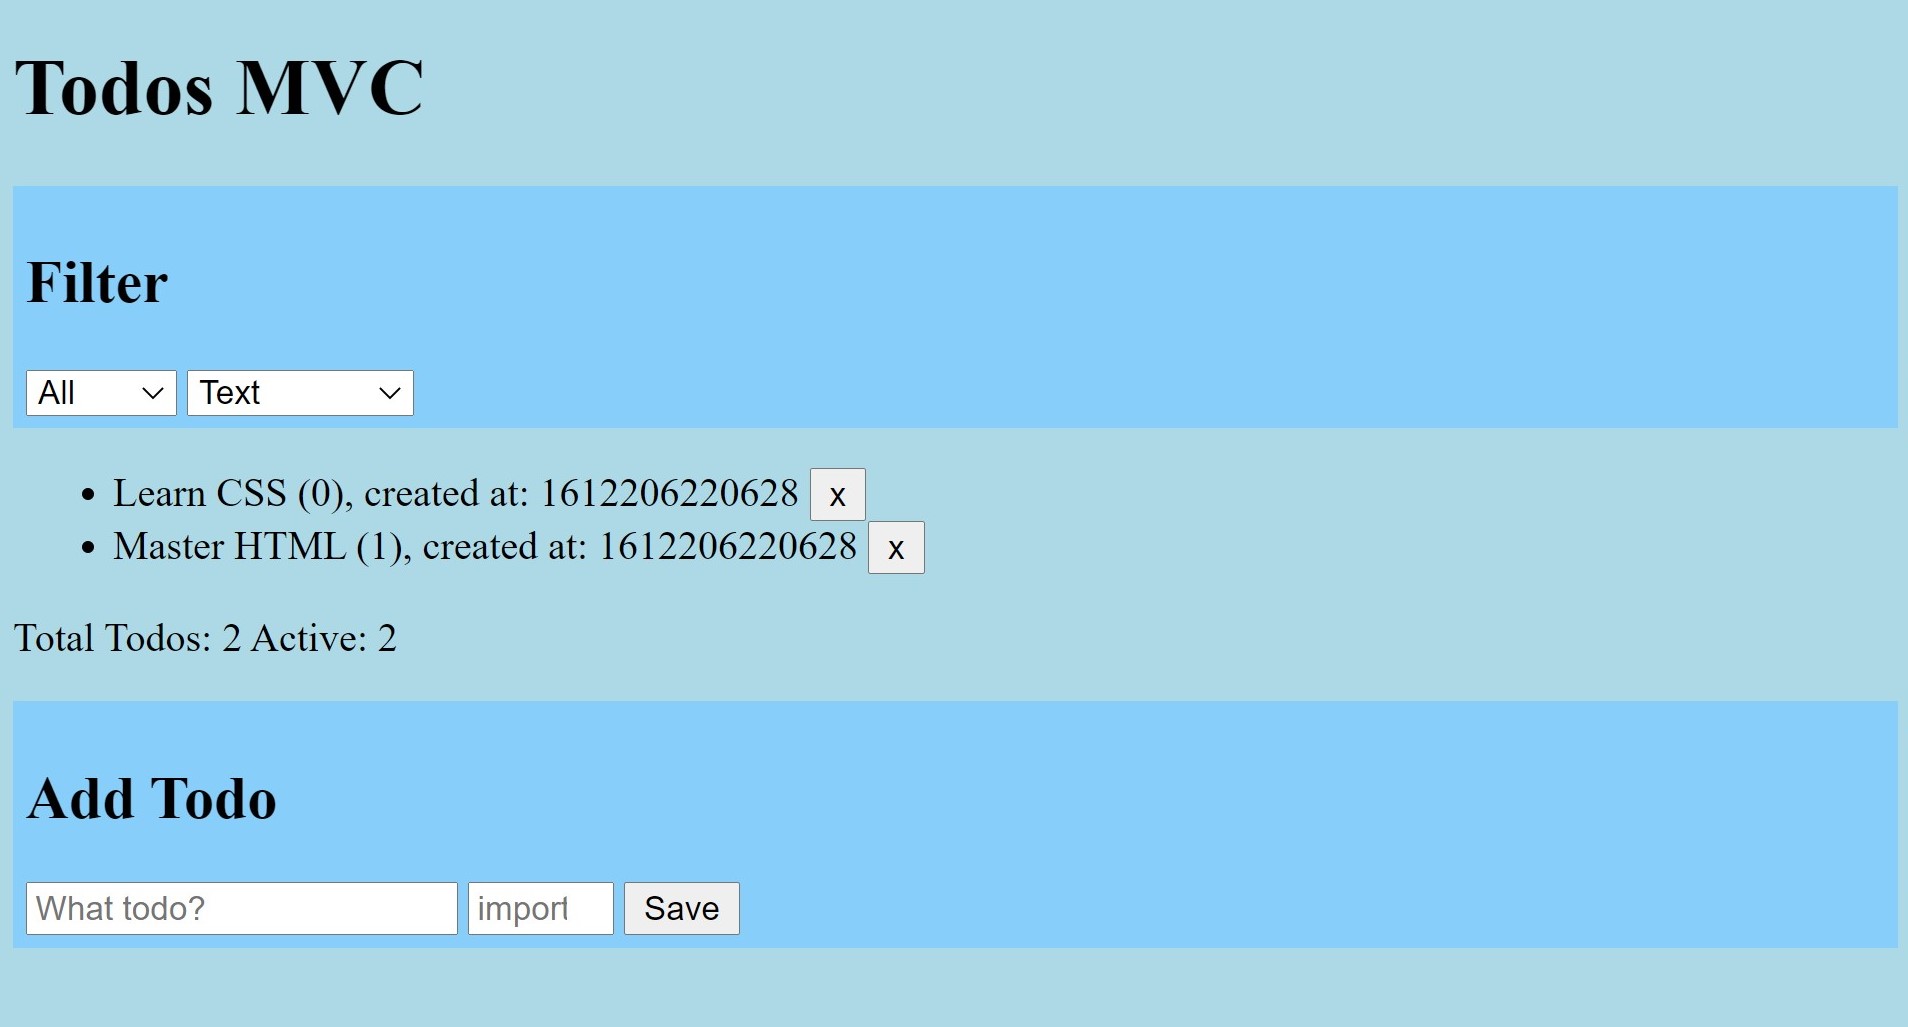 Todos MVC
Filter
All Text
Learn CSS (0), created at: 1612206220628 x
Master HTML (1), created at: 1612206220628 x
Total Todos: 2 Active: 2
Add Todo
What todo? import Save